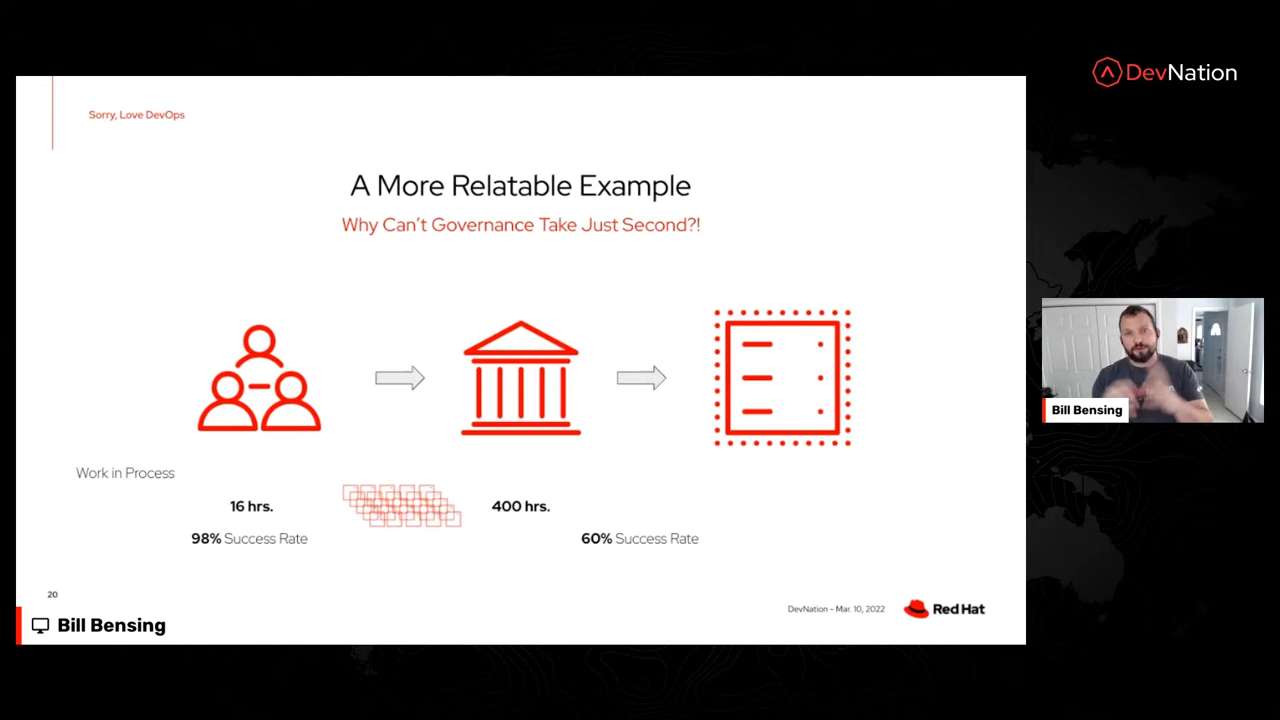 DevNation
Sorry, Love DevOps
A More Relatable Example
Why Can't Governance Take Just Second?!
Work in Process
16 hrs.
400 hrs.
98% Success Rate
60% Success Rate
20
DevNation - Mar. 10, 2022
Red Hat
Bill Bensing
Bill Bensing